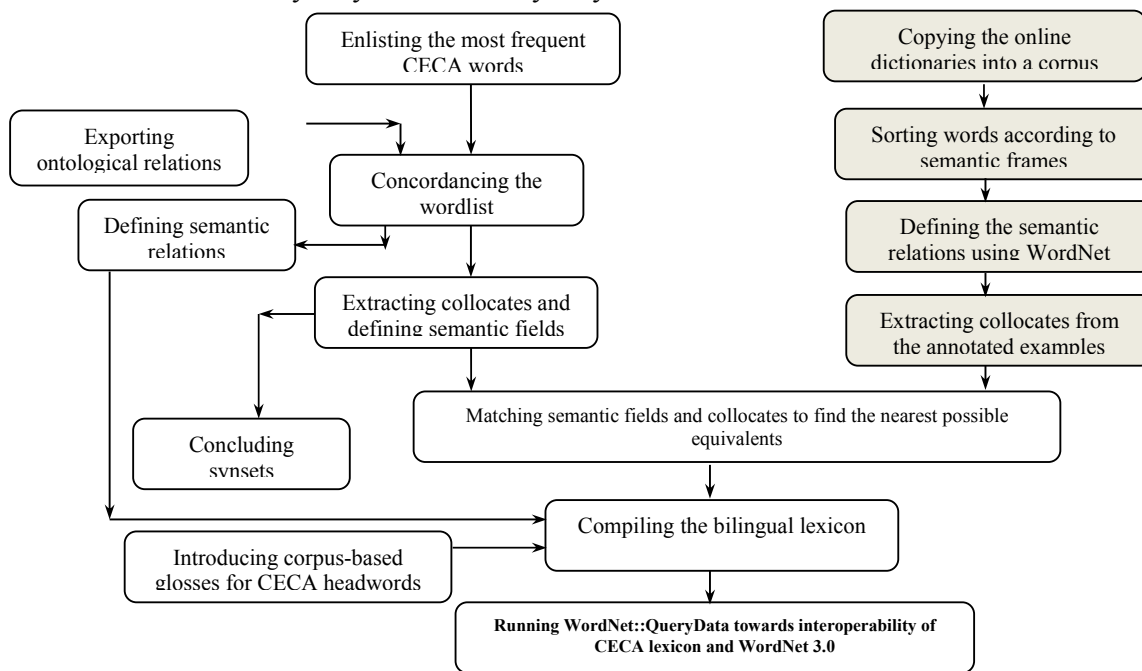 Enlisting the most frequent
CECA words
Copying the online
dictionaries into a corpus
Exporting
ontological relations
Sorting words according to
semantic frames
Concordancing the
wordlist
Defining semantic
relations
Defining the semantic
relations using WordNet
Extracting collocates and
defining semantic fields
Extracting collocates from
the annotated examples
Matching semantic fields and collocates to find the nearest possible
equivalents
Concluding
synsets
Compiling the bilingual lexicon
Introducing corpus-based
glosses for CECA headwords
Running WordNet::QueryData towards interoperability of
CECA lexicon and WordNet 3.0